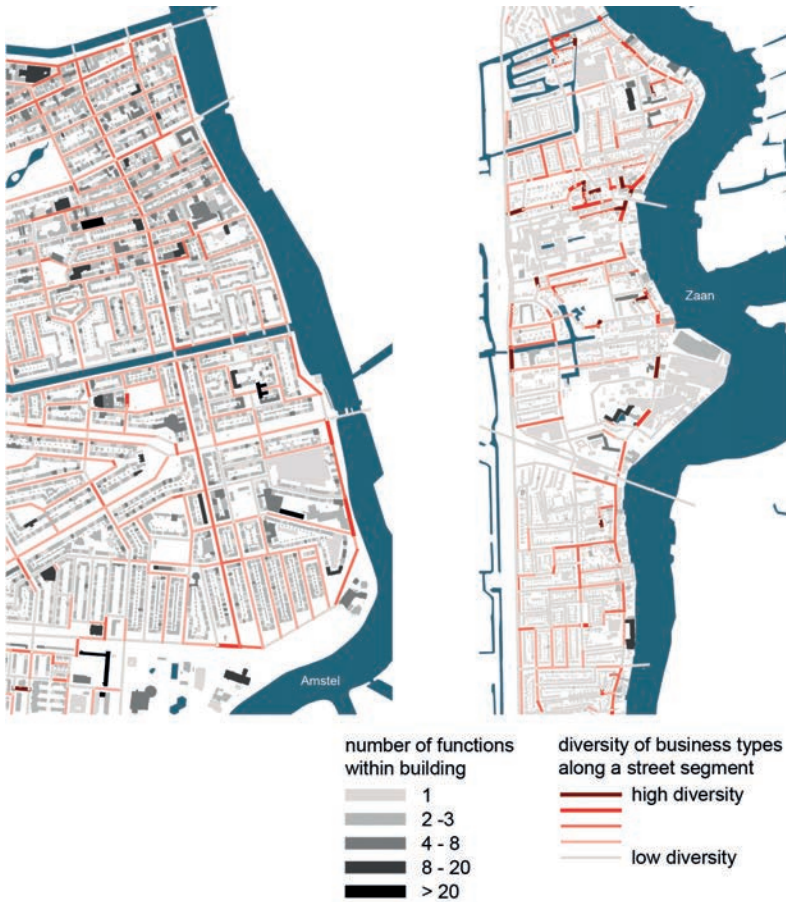 Zaan
Amstel
number of functions
within building
1
2 -3
4 - 8
8 - 20
> 20
diversity of business types
along a street segment
high diversity
low diversity